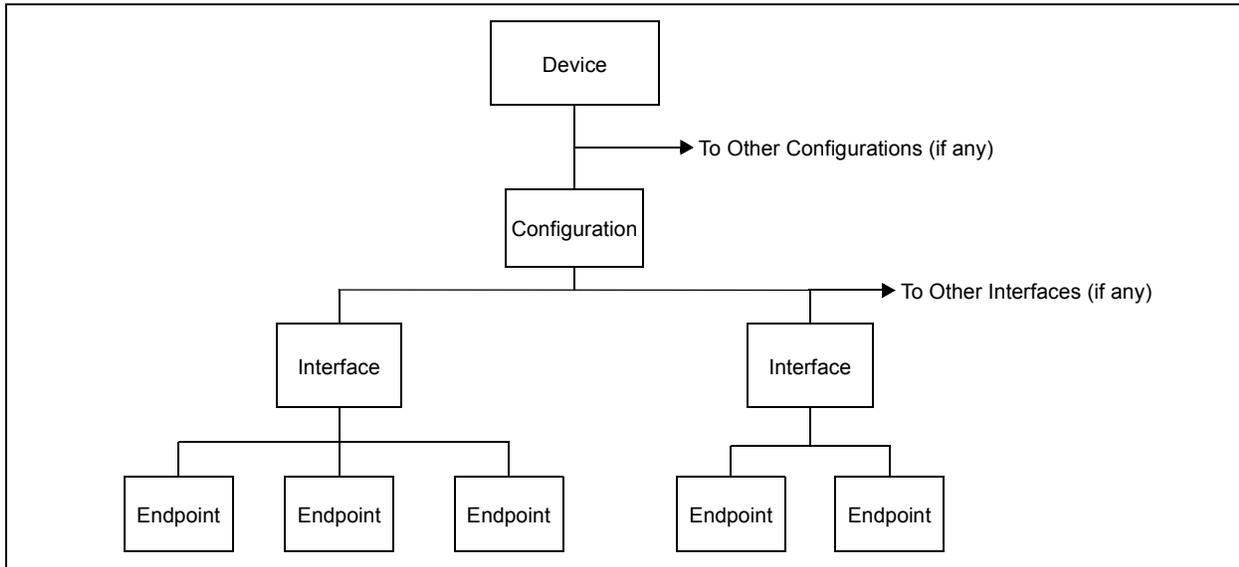 Device
To Other Configurations (if any)
Configuration
To Other Interfaces (if any)
Interface
Interface
Endpoint
Endpoint
Endpoint
Endpoint
Endpoint